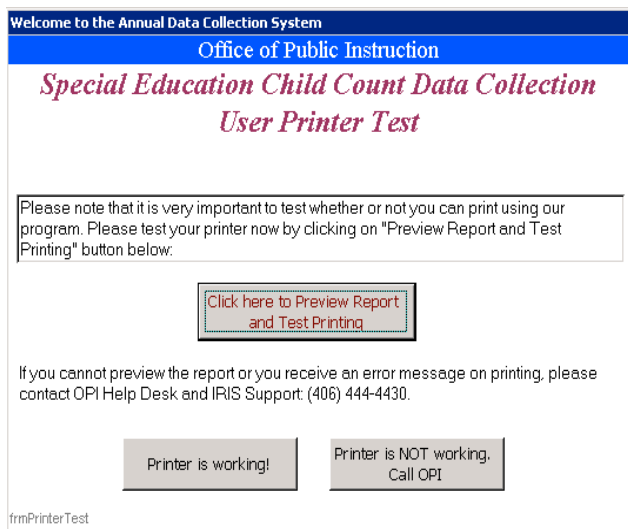 Welcome to the Annual Data Collection System
Office of Public Instruction
Special Education Child Count Data Collection
User Printer Test
Please note that it is very important to test whether or not you can print using our
program. Please test your printer now by clicking on "Preview Report and Test
Printing" button below:
Click here to Preview Report
and Test Printing
If you cannot preview the report or you receive an error message on printing, please
contact OPI Help Desk and IRIS Support: (406) 444-4430.
Printer is working!
Printer is NOT working.
Call OPI
frmPrinterTest